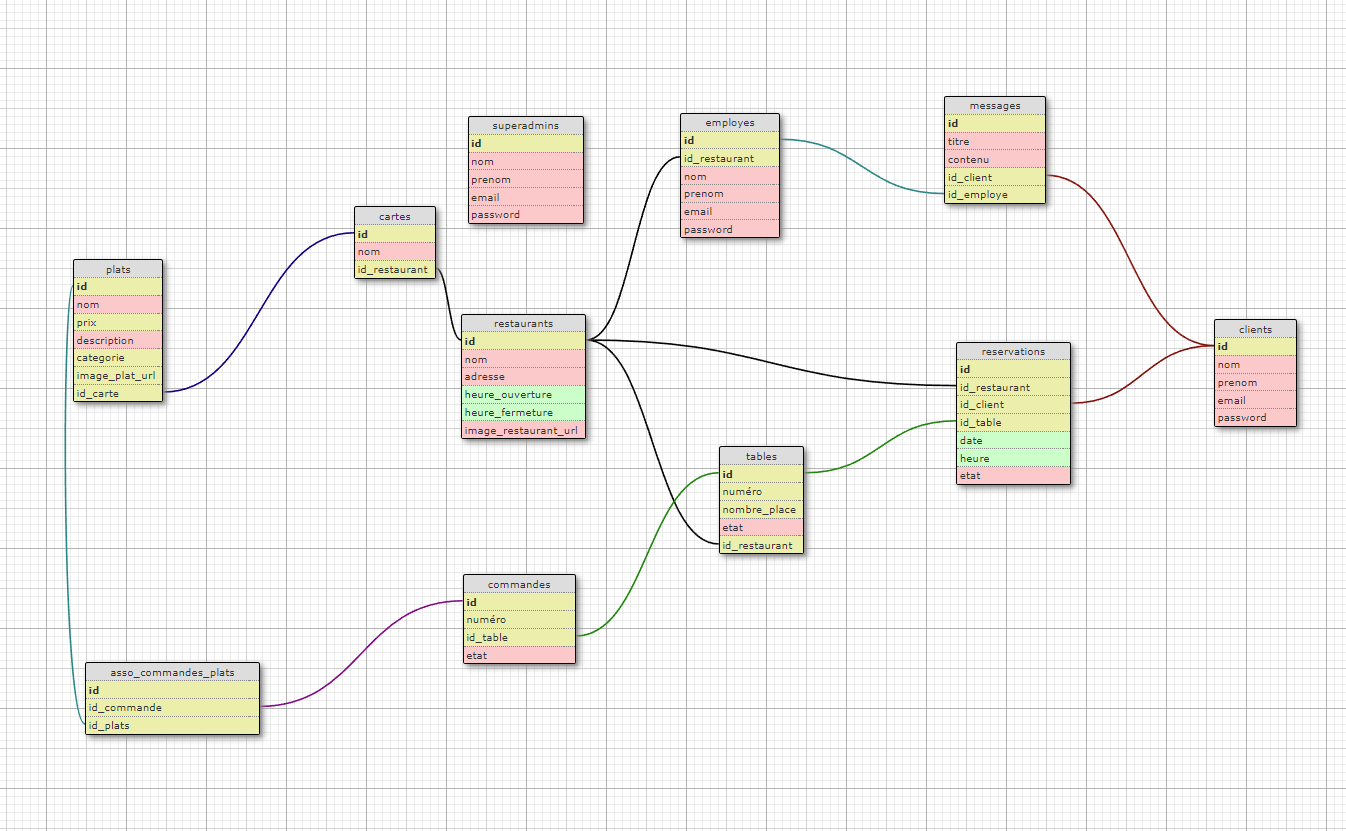 messages
id
titre
contenu
id_client
id_employe
employes
id
id_restaurant
nom
prenom
email
password
superadmins
id
nom
prenom
email
password
cartes
id
nom
id_restaurant
plats
id
nom
prix
description
categorie
image_plat_url
id_carte
restaurants
id
nom
adresse
heure_ouverture
heure_fermeture
image_restaurant_url
clients
id
nom
prenom
email
password
reservations
id
id_restaurant
id_client
id_table
date
heure
etat
tables
id
numéro
nombre_place
etat
id_restaurant
commandes
id
numéro
id_table
etat
asso_commandes_plats
id
id_commande
id_plats